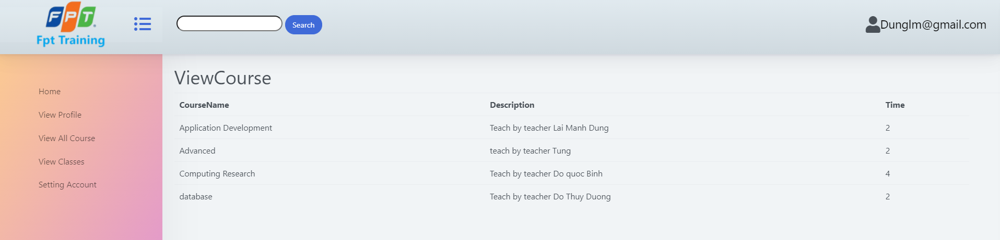 FPT
Fpt Training
Search
Dunglm@gmail.com
Home
View Profile
View All Course
View Classes
Setting Account
ViewCourse
CourseName Description Time
Application Development Teach by teacher Lai Manh Dung 2
Advanced teach by teacher Tung 2
Computing Research Teach by teacher Do quoc Binh 4
database Teach by teacher Do Thuy Duong 2